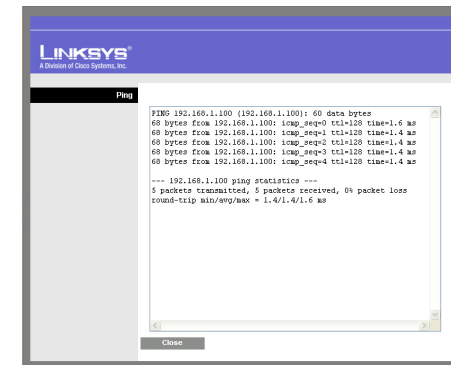 LINKSYS®
A Division of Cisco Systems, Inc.
Ping
PING 192.168.1.100 (192.168.1.100): 60 data bytes
68 bytes from 192.168.1.100: icmp_seq=0 ttl=128 time=1.6 ms
68 bytes from 192.168.1.100: icmp_seq=1 ttl=128 time=1.4 ms
68 bytes from 192.168.1.100: icmp_seq=2 ttl=128 time=1.4 ms
68 bytes from 192.168.1.100: icmp_seq=3 ttl=128 time=1.4 ms
68 bytes from 192.168.1.100: icmp_seq=4 ttl=128 time=1.4 ms
--- 192.168.1.100 ping statistics ---
5 packets transmitted, 5 packets received, 0% packet loss
round-trip min/avg/max = 1.4/1.4/1.6 ms
Close